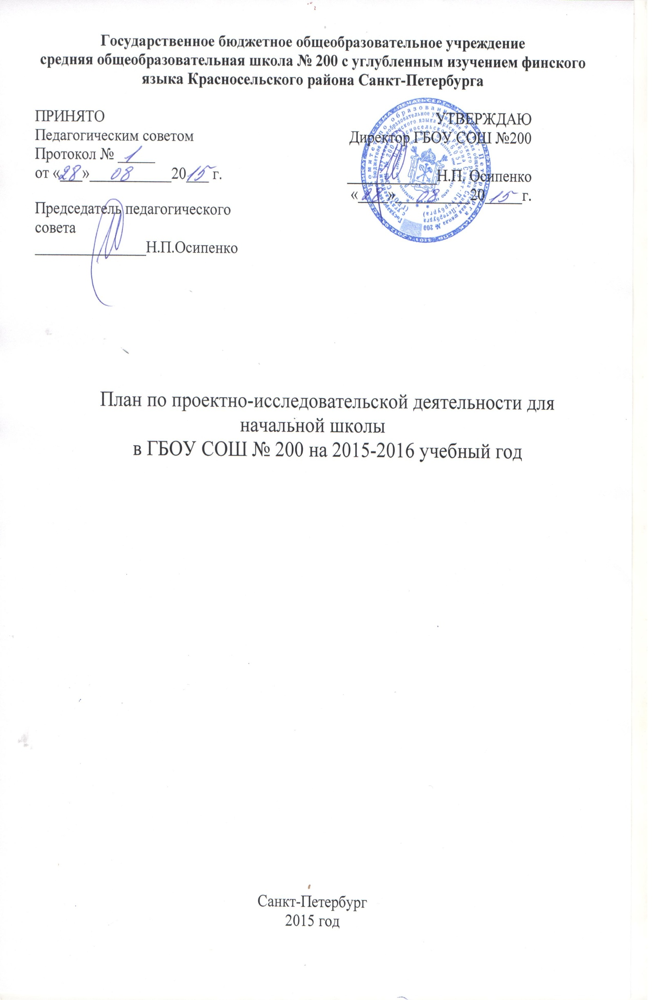 Государственное бюджетное общеобразовательное учреждение
средняя общеобразовательная школа № 200 с углубленным изучением финского
языка Красносельского района Санкт-Петербурга
ПРИНЯТО
Педагогическим советом
Протокол № 1
от «28» 08 2015 г.
Председатель педагогического
совета
Н.П.Осипенко
УТВЕРЖДАЮ
Директор ГБОУ СОШ №200
Н.П. Осипенко
«28» 08 2015 г.
План по проектно-исследовательской деятельности для
начальной школы
в ГБОУ СОШ № 200 на 2015-2016 учебный год
Санкт-Петербург
2015 год